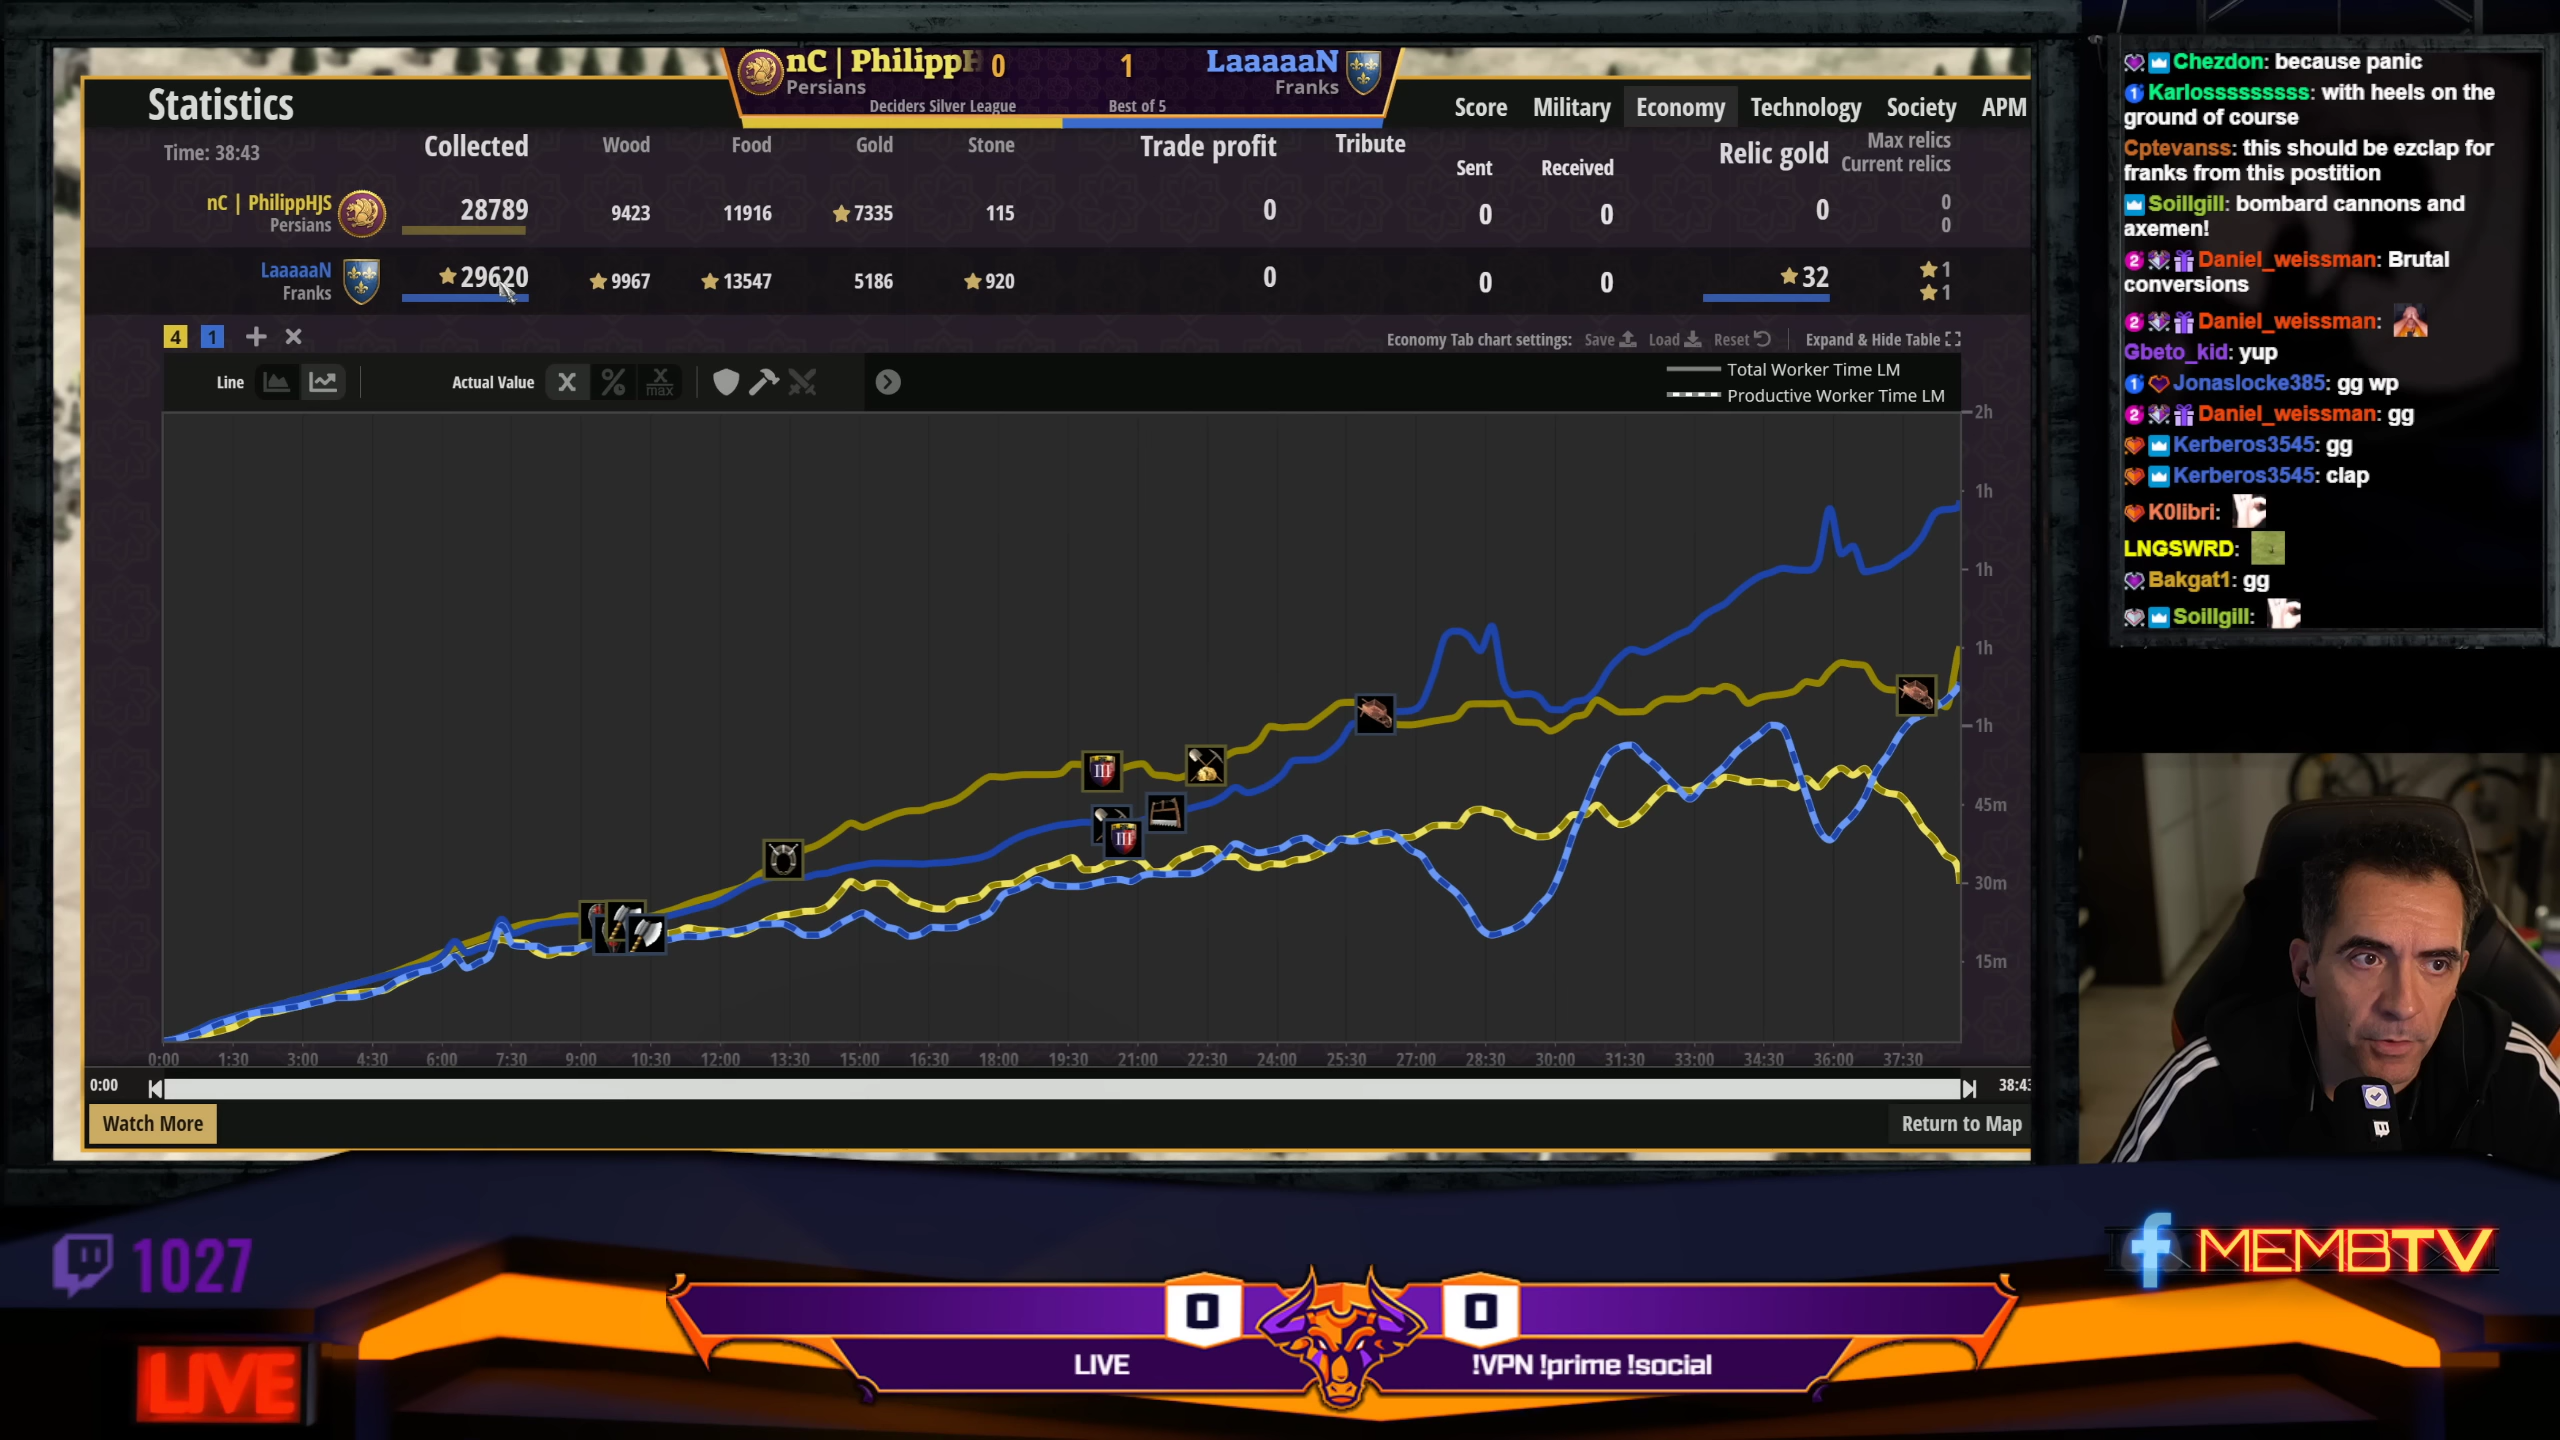 nC | PhilippH 0 1 LaaaaaN
Persians Franks
Deciders Silver League Best of 5
Statistics
Time: 38:43
Score Military Economy Technology Society APM
Collected Wood Food Gold Stone Trade profit Tribute Sent Received Relic gold Max relics
Current relics
nC | PhilippHJS
Persians
28789 9423 11916 7335 115 0 0 0 0 0
0
LaaaaaN
Franks
29620 9967 13547 5186 920 0 0 0 32 1
1
4 1
Economy Tab chart settings: Save Load Reset Expand & Hide Table
Line Actual Value X % X max
Total Worker Time LM
Productive Worker Time LM
2h
1h
1h
1h
1h
45m
30m
15m
III
III
0:00 1:30 3:00 4:30 6:00 7:30 9:00 10:30 12:00 13:30 15:00 16:30 18:00 19:30 21:00 22:30 24:00 25:30 27:00 28:30 30:00 31:30 33:00 34:30 36:00 37:30
0:00 38:43
Watch More Return to Map
Chezdon: because panic
1 Karlosssssssss: with heels on the
ground of course
Cptevanss: this should be ezclap for
franks from this postition
Soillgill: bombard cannons and
axemen!
2 Daniel_weissman: Brutal
conversions
2 Daniel_weissman:
Gbeto_kid: yup
1 Jonaslocke385: gg wp
2 Daniel_weissman: gg
Kerberos3545: gg
Kerberos3545: clap
K0libri:
LNGSWRD:
Bakgat1: gg
Soillgill:
1027
LIVE
0 0
LIVE !VPN !prime !social
f MEMBTV